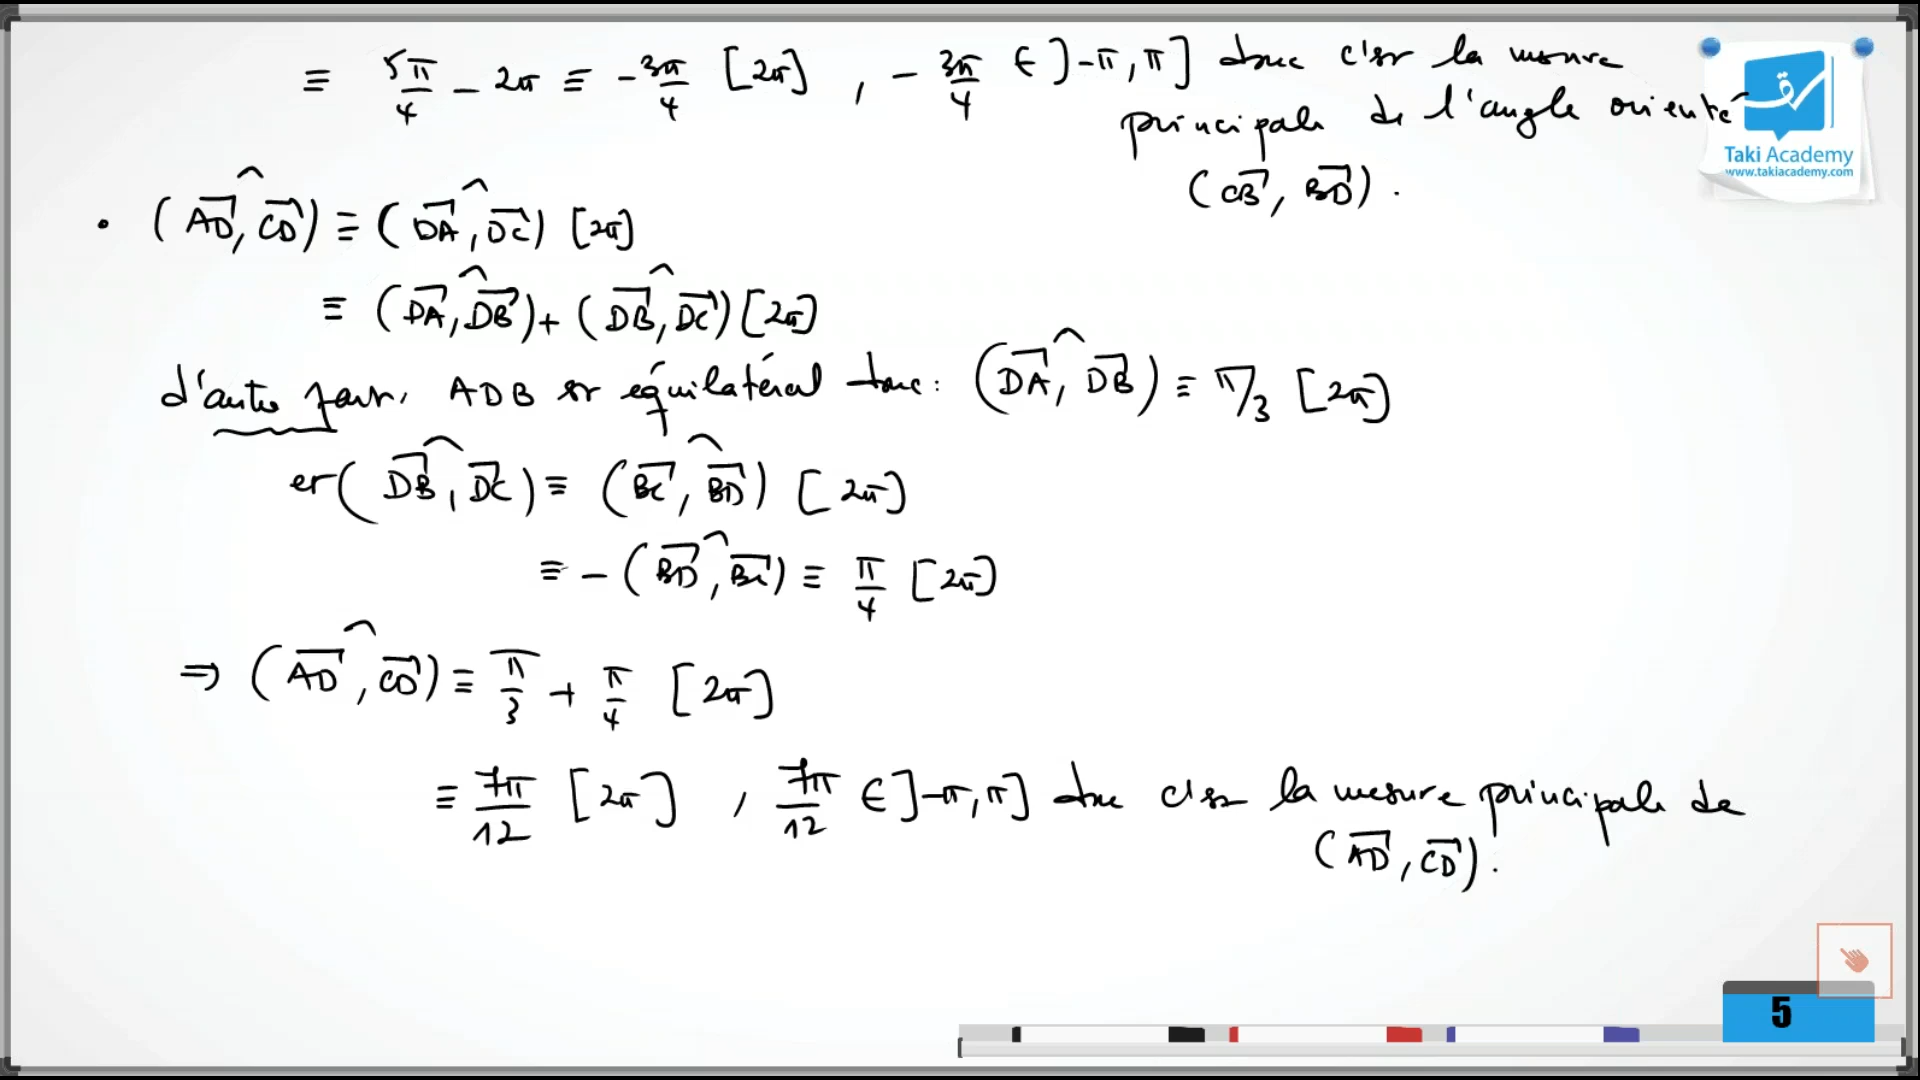 ≡ 5π/4 - 2π ≡ -3π/4 [2π] , -3π/4 ∈ ]-π, π] donc c'est la mesure
principale de l'angle orienté
(CB, BD).
Taki Academy
www.takiacademy.com
• (AD, CD) ≡ (DA, DC) [2π]
≡ (DA, DB) + (DB, DC) [2π]
d'autre part, ADB est équilatéral donc : (DA, DB) ≡ π/3 [2π]
et (DB, DC) ≡ (BC, BD) [2π]
≡ -(BD, BC) ≡ π/4 [2π]
⇒ (AD, CD) ≡ π/3 + π/4 [2π]
≡ 7π/12 [2π] , 7π/12 ∈ ]-π, π] donc c'est la mesure principale de
(AD, CD).
5